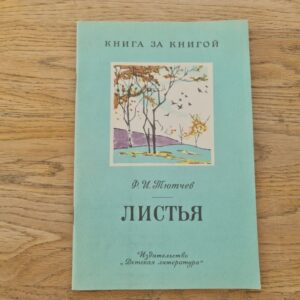 КНИГА ЗА КНИГОЙ
Ф. И. Тютчев
ЛИСТЬЯ
Издательство
„Детская литература"